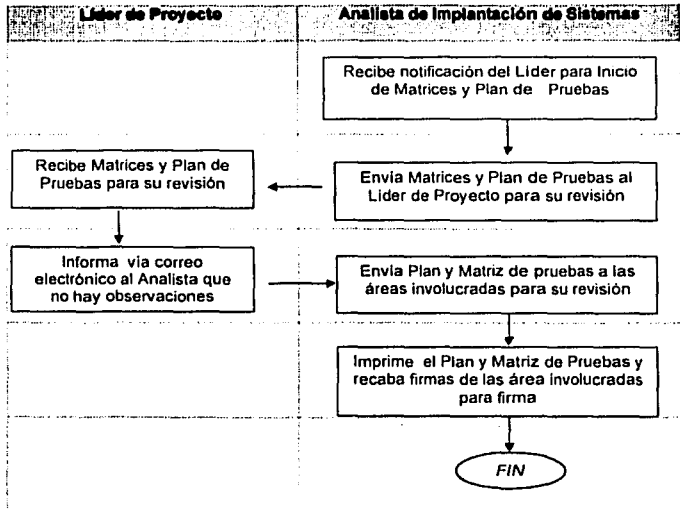 Líder de Proyecto
Analista de Implantación de Sistemas
Recibe notificación del Líder para Inicio
de Matrices y Plan de Pruebas
Recibe Matrices y Plan de
Pruebas para su revisión
Envía Matrices y Plan de Pruebas al
Líder de Proyecto para su revisión
Informa vía correo
electrónico al Analista que
no hay observaciones
Envía Plan y Matriz de pruebas a las
áreas involucradas para su revisión
Imprime el Plan y Matriz de Pruebas y
recaba firmas de las área involucradas
para firma
FIN